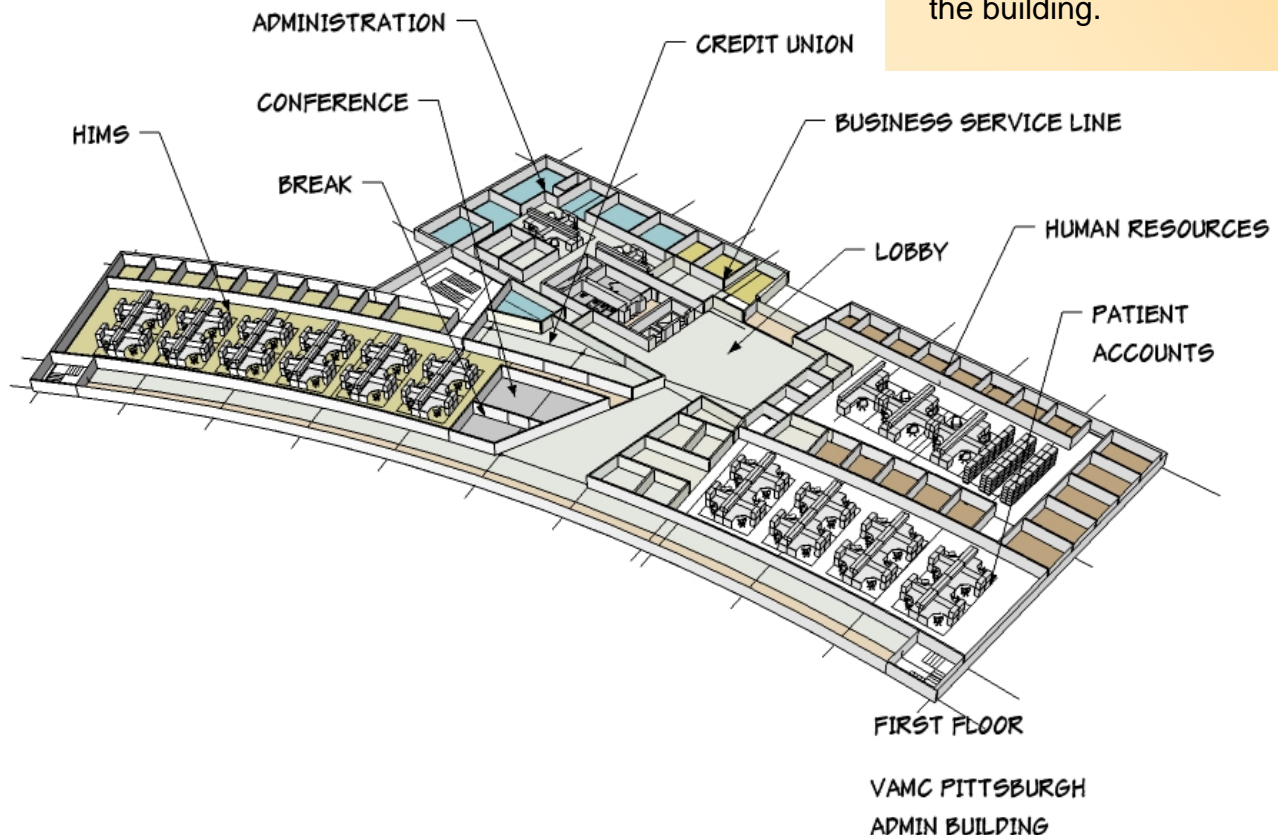 the building.
ADMINISTRATION
CREDIT UNION
CONFERENCE
BUSINESS SERVICE LINE
HIMS
BREAK
HUMAN RESOURCES
LOBBY
PATIENT
ACCOUNTS
FIRST FLOOR
VAMC PITTSBURGH
ADMIN BUILDING